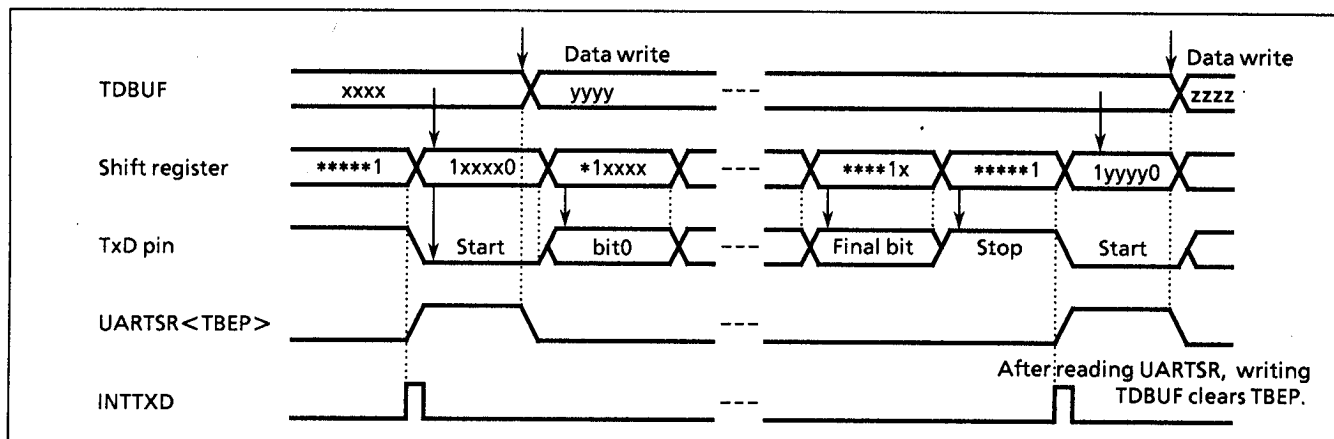 Data write Data write
TDBUF xxxx yyyy --- zzzz
Shift register *****1 1xxxx0 *1xxxx --- ****1x *****1 1yyyy0
TxD pin Start bit0 --- Final bit Stop Start
UARTSR<TBEP> ---
After reading UARTSR, writing
TDBUF clears TBEP.
INTTXD ---